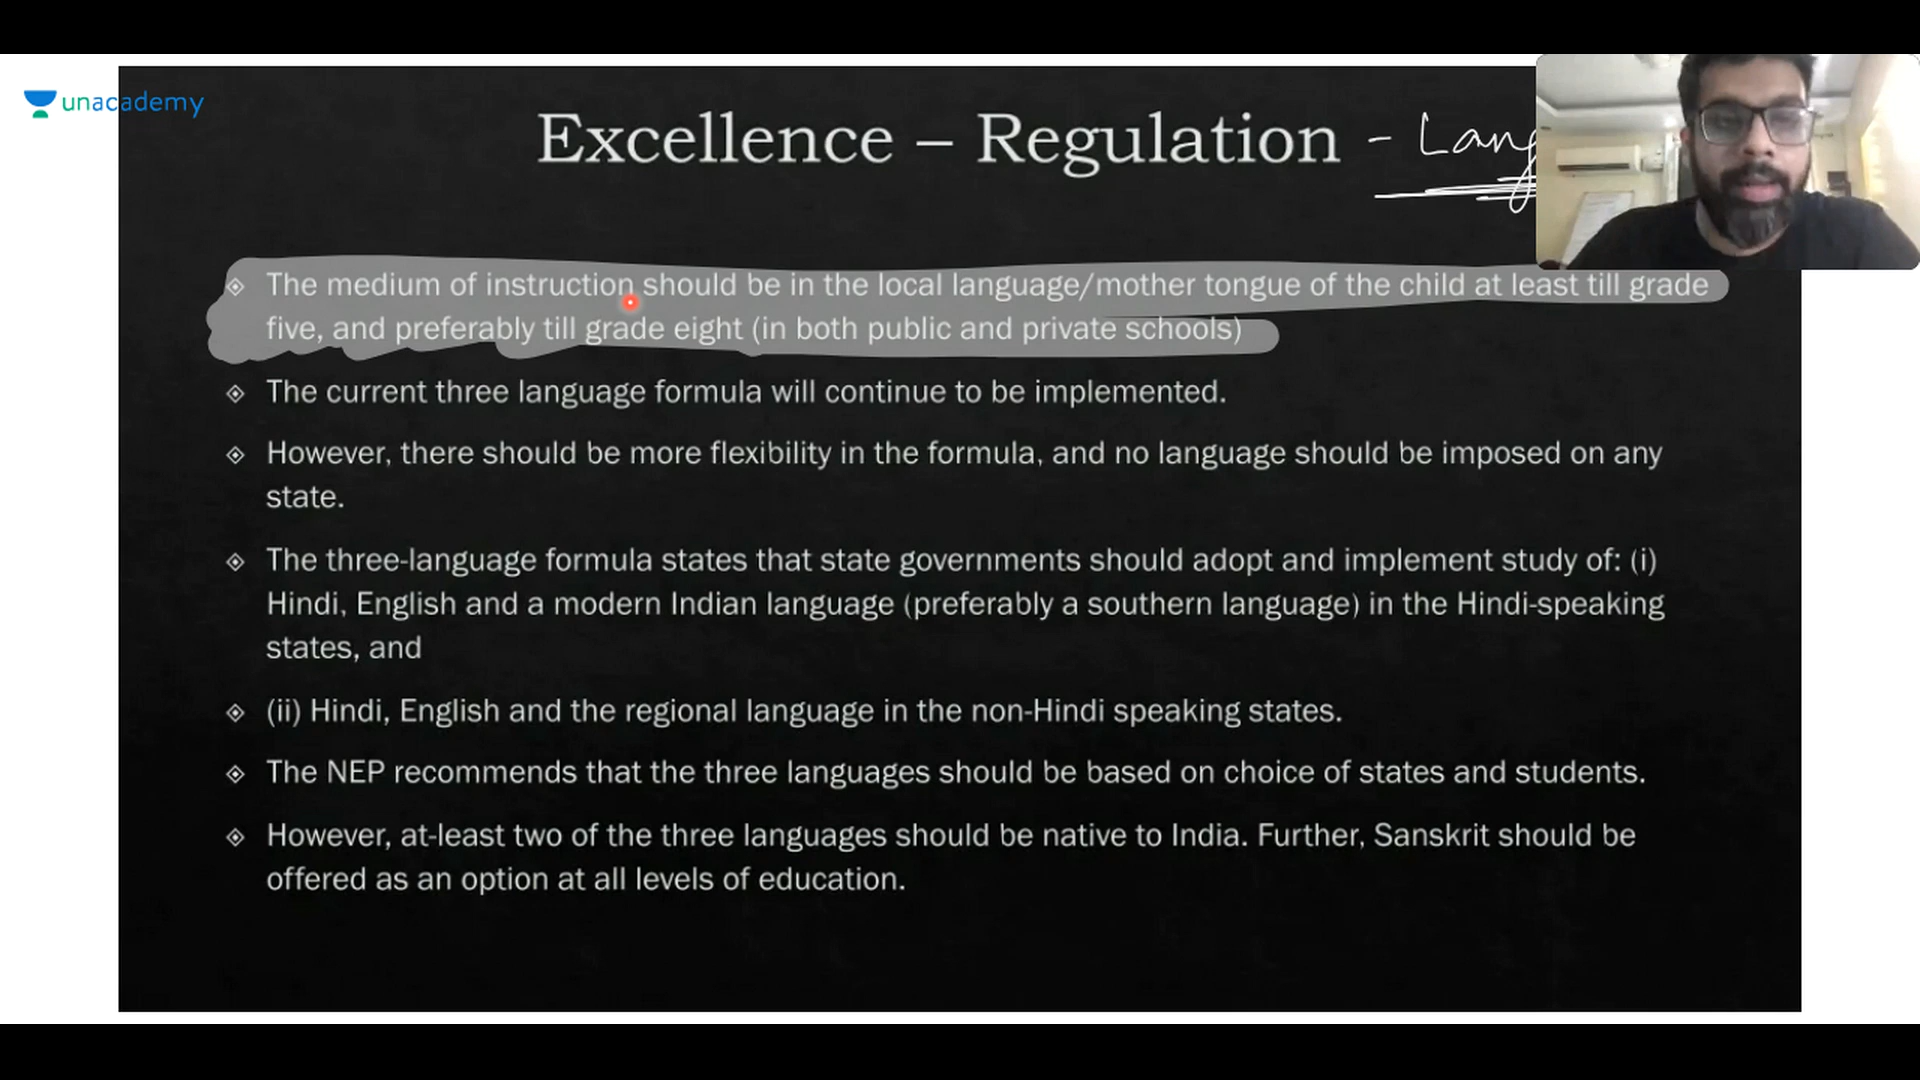 unacademy
Excellence – Regulation -
◈ The medium of instruction should be in the local language/mother tongue of the child at least till grade
five, and preferably till grade eight (in both public and private schools)
◈ The current three language formula will continue to be implemented.
◈ However, there should be more flexibility in the formula, and no language should be imposed on any
state.
◈ The three-language formula states that state governments should adopt and implement study of: (i)
Hindi, English and a modern Indian language (preferably a southern language) in the Hindi-speaking
states, and
◈ (ii) Hindi, English and the regional language in the non-Hindi speaking states.
◈ The NEP recommends that the three languages should be based on choice of states and students.
◈ However, at-least two of the three languages should be native to India. Further, Sanskrit should be
offered as an option at all levels of education.